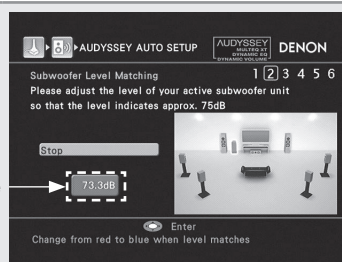 AUDYSSEY AUTO SETUP
AUDYSSEY
MULTEQ XT
DYNAMIC EQ
DYNAMIC VOLUME
DENON
Subwoofer Level Matching
1 2 3 4 5 6
Please adjust the level of your active subwoofer unit
so that the level indicates approx. 75dB
Stop
73.3dB
Enter
Change from red to blue when level matches